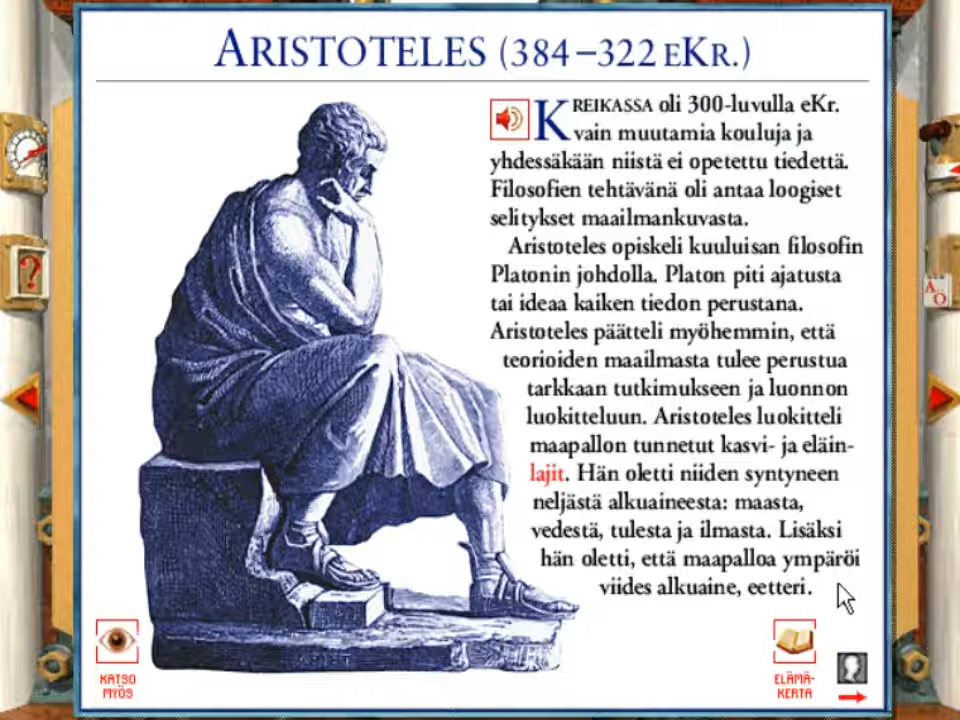 ARISTOTELES (384–322 EKR.)
KREIKASSA oli 300-luvulla eKr.
vain muutamia kouluja ja
yhdessäkään niistä ei opetettu tiedettä.
Filosofien tehtävänä oli antaa loogiset
selitykset maailmankuvasta.
Aristoteles opiskeli kuuluisan filosofin
Platonin johdolla. Platon piti ajatusta
tai ideaa kaiken tiedon perustana.
Aristoteles päätteli myöhemmin, että
teorioiden maailmasta tulee perustua
tarkkaan tutkimukseen ja luonnon
luokitteluun. Aristoteles luokitteli
maapallon tunnetut kasvi- ja eläin-
lajit. Hän oletti niiden syntyneen
neljästä alkuaineesta: maasta,
vedestä, tulesta ja ilmasta. Lisäksi
hän oletti, että maapalloa ympäröi
viides alkuaine, eetteri.
KATSO
MYÖS
ELÄMÄ-
KERTA
?
A..Ö